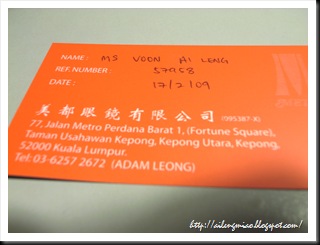 NAME : MS VOON AI LENG
REF. NUMBER : 37958
DATE : 17/2/09
美都眼鏡有限公司 (595387-X)
77, Jalan Metro Perdana Barat 1, (Fortune Square),
Taman Usahawan Kepong, Kepong Utara, Kepong,
52000 Kuala Lumpur.
Tel: 03-6257 2672 (ADAM LEONG)
http://ailengmiao.blogspot.com/